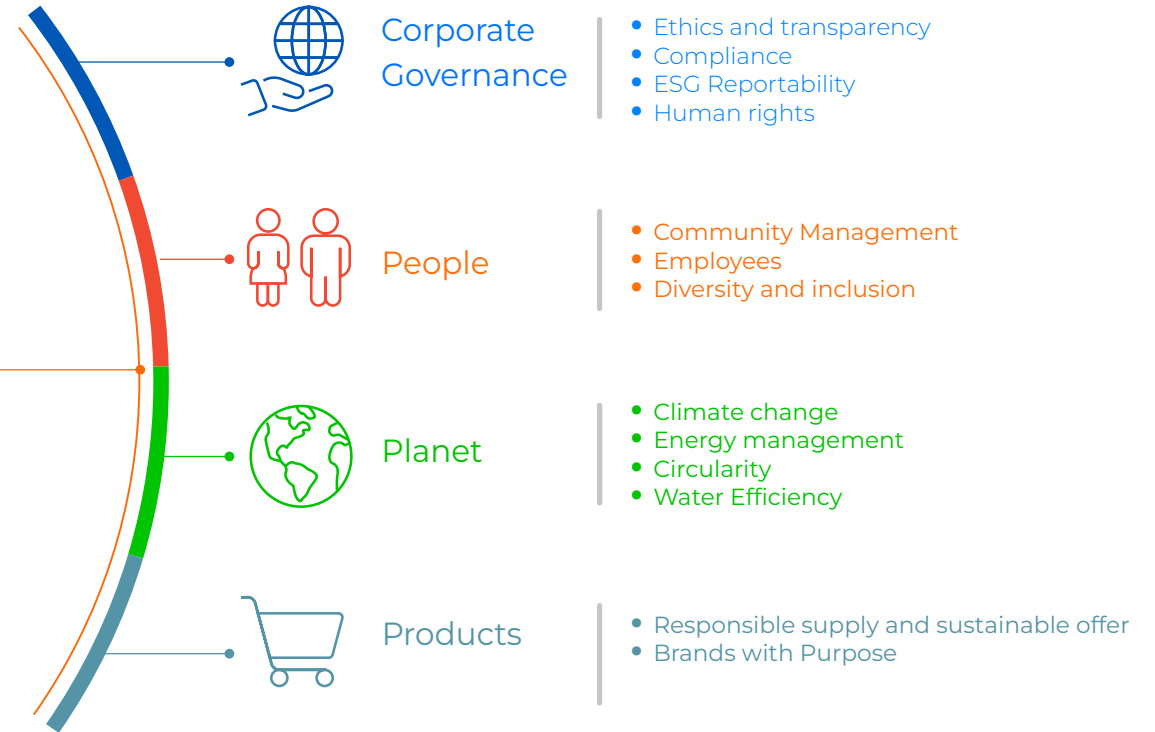 Corporate
Governance
• Ethics and transparency
• Compliance
• ESG Reportability
• Human rights
People
• Community Management
• Employees
• Diversity and inclusion
Planet
• Climate change
• Energy management
• Circularity
• Water Efficiency
Products
• Responsible supply and sustainable offer
• Brands with Purpose